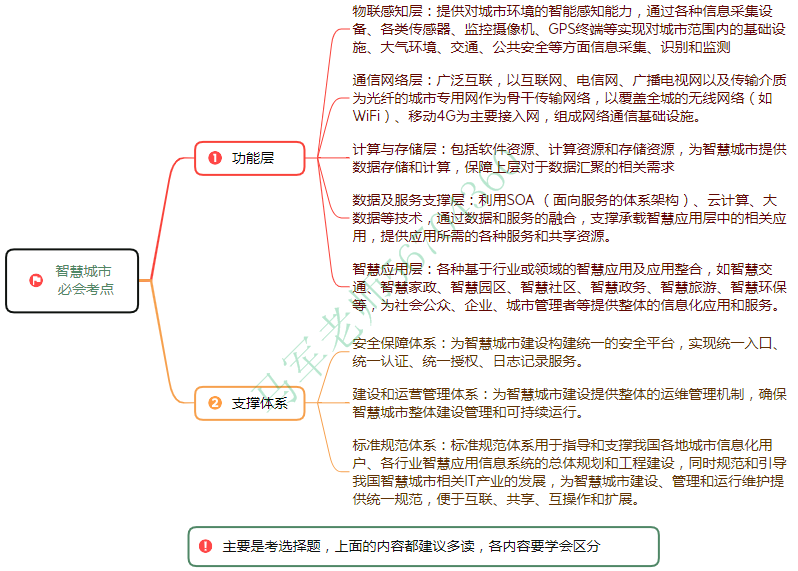 智慧城市
必会考点
1 功能层
物联感知层：提供对城市环境的智能感知能力，通过各种信息采集设
备、各类传感器、监控摄像机、GPS终端等实现对城市范围内的基础设
施、大气环境、交通、公共安全等方面信息采集、识别和监测
通信网络层：广泛互联，以互联网、电信网、广播电视网以及传输介质
为光纤的城市专用网作为骨干传输网络，以覆盖全城的无线网络（如
WiFi）、移动4G为主要接入网，组成网络通信基础设施。
计算与存储层：包括软件资源、计算资源和存储资源，为智慧城市提供
数据存储和计算，保障上层对于数据汇聚的相关需求
数据及服务支撑层：利用SOA（面向服务的体系架构）、云计算、大
数据等技术，通过数据和服务的融合，支撑承载智慧应用层中的相关应
用，提供应用所需的各种服务和共享资源。
智慧应用层：各种基于行业或领域的智慧应用及应用整合，如智慧交
通、智慧家政、智慧园区、智慧社区、智慧政务、智慧旅游、智慧环保
等，为社会公众、企业、城市管理者等提供整体的信息化应用和服务。
2 支撑体系
安全保障体系：为智慧城市建设构建统一的安全平台，实现统一入口、
统一认证、统一授权、日志记录服务。
建设和运营管理体系：为智慧城市建设提供整体的运维管理机制，确保
智慧城市整体建设管理和可持续运行。
标准规范体系：标准规范体系用于指导和支撑我国各地城市信息化用
户、各行业智慧应用信息系统的总体规划和工程建设，同时规范和引导
我国智慧城市相关IT产业的发展，为智慧城市建设、管理和运行维护提
供统一规范，便于互联、共享、互操作和扩展。
主要是考选择题，上面的内容都建议多读，各内容要学会区分
马军老师